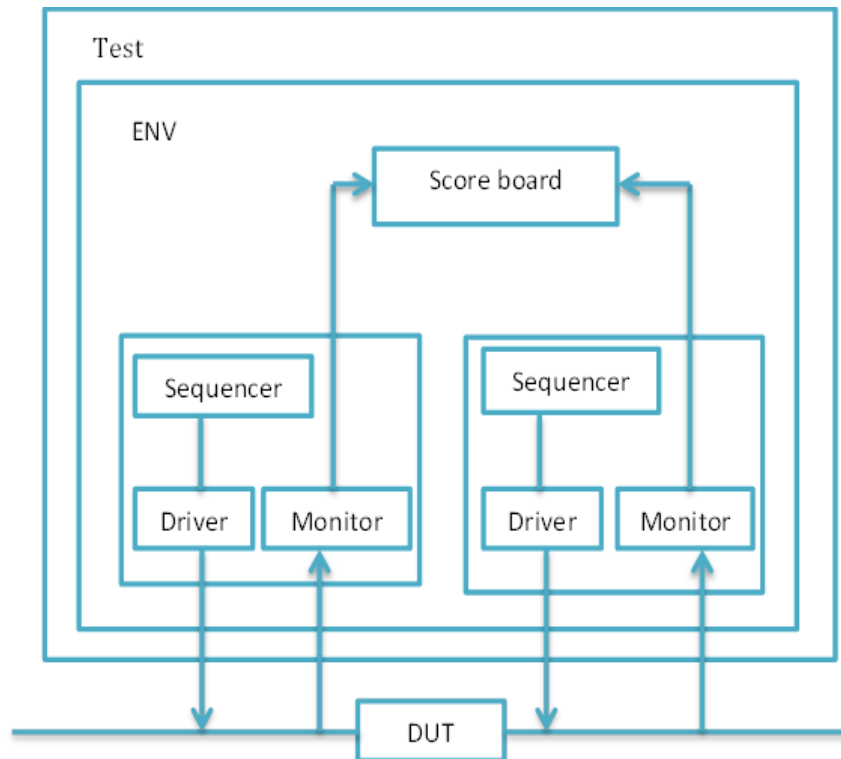 Test
ENV
Score board
Sequencer
Sequencer
Driver
Monitor
Driver
Monitor
DUT